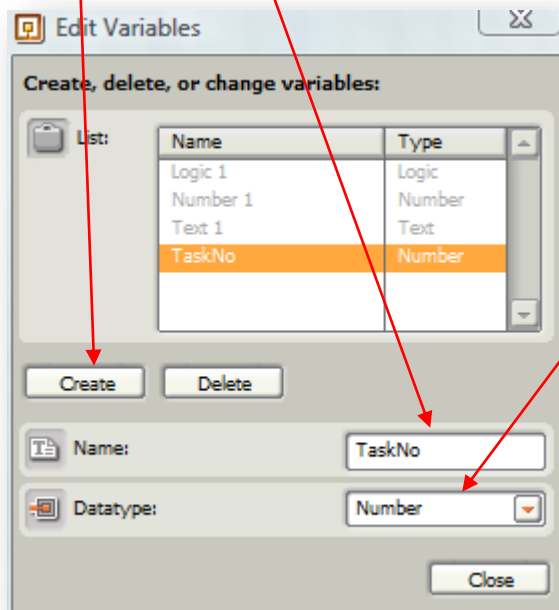 Edit Variables
Create, delete, or change variables:
List:
Name Type
Logic 1 Logic
Number 1 Number
Text 1 Text
TaskNo Number
Create Delete
Name: TaskNo
Datatype: Number
Close